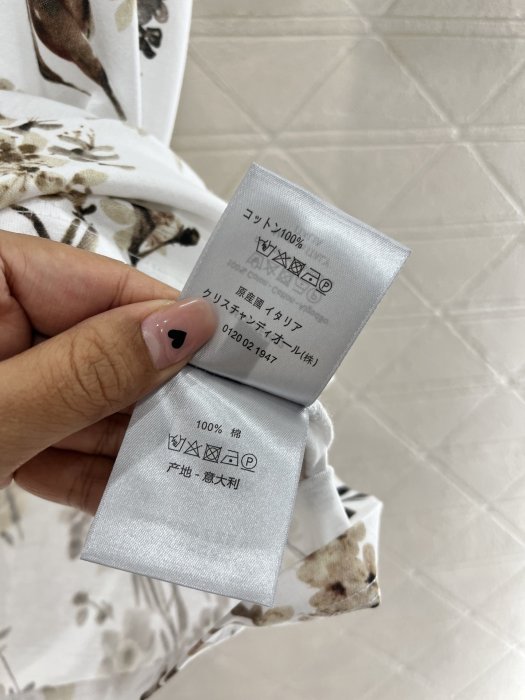 コットン100%
原産國 イタリア
クリスチャンディオール(株)
0120 02 1947
100% 棉
产地 - 意大利